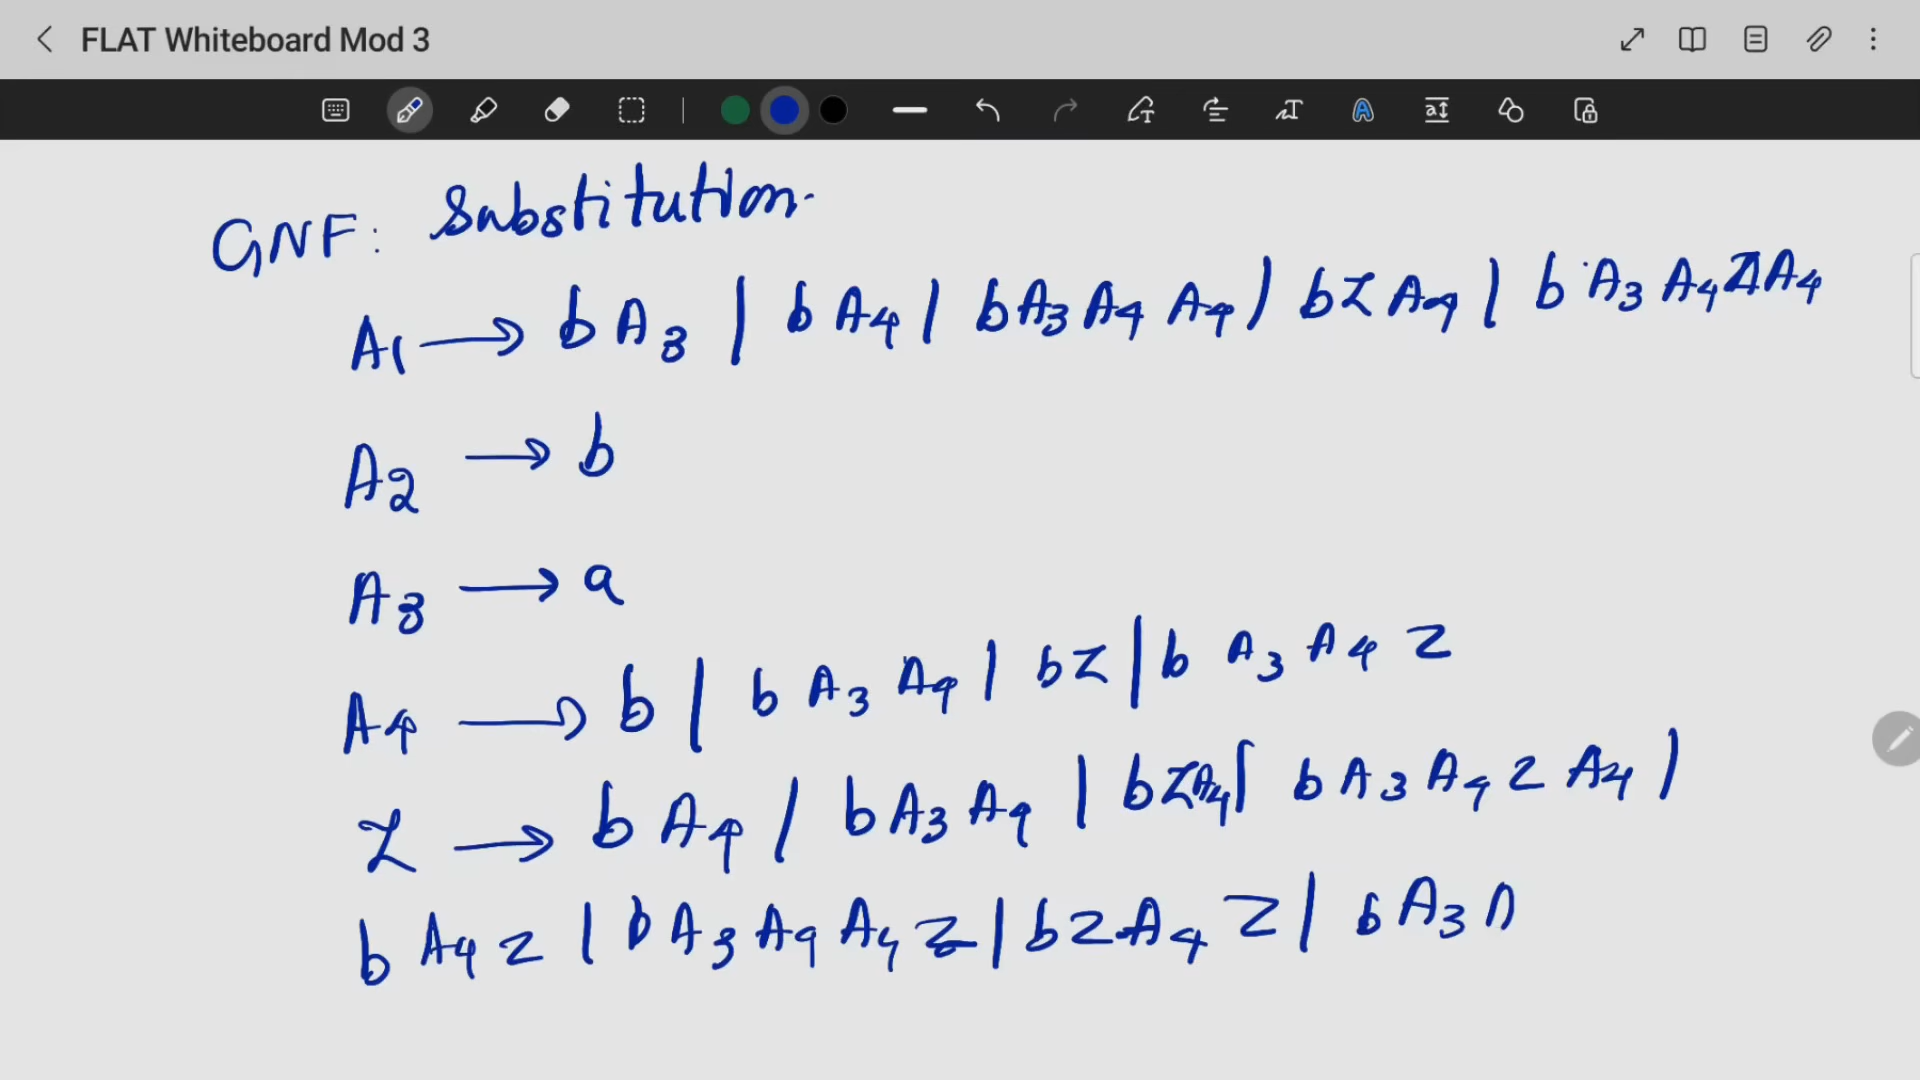 FLAT Whiteboard Mod 3
GNF: Substitution.
A1 → bA3 | bA4 | bA3A4A4 | bZA4 | bA3A4ZA4
A2 → b
A3 → a
A4 → b | bA3A4 | bZ | bA3A4Z
Z → bA4 | bA3A4 | bZA4 | bA3A4ZA4 |
bA4Z | bA3A4A4Z | bZA4Z | bA3